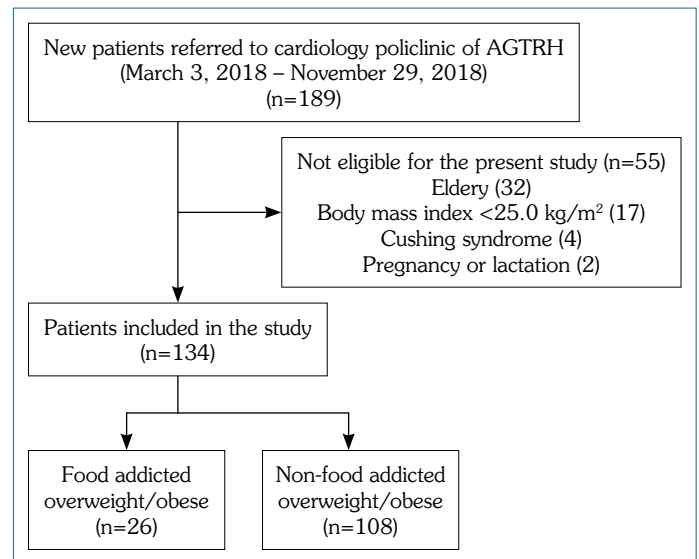 New patients referred to cardiology policlinic of AGTRH
(March 3, 2018 – November 29, 2018)
(n=189)
Not eligible for the present study (n=55)
Eldery (32)
Body mass index <25.0 kg/m² (17)
Cushing syndrome (4)
Pregnancy or lactation (2)
Patients included in the study
(n=134)
Food addicted
overweight/obese
(n=26)
Non-food addicted
overweight/obese
(n=108)